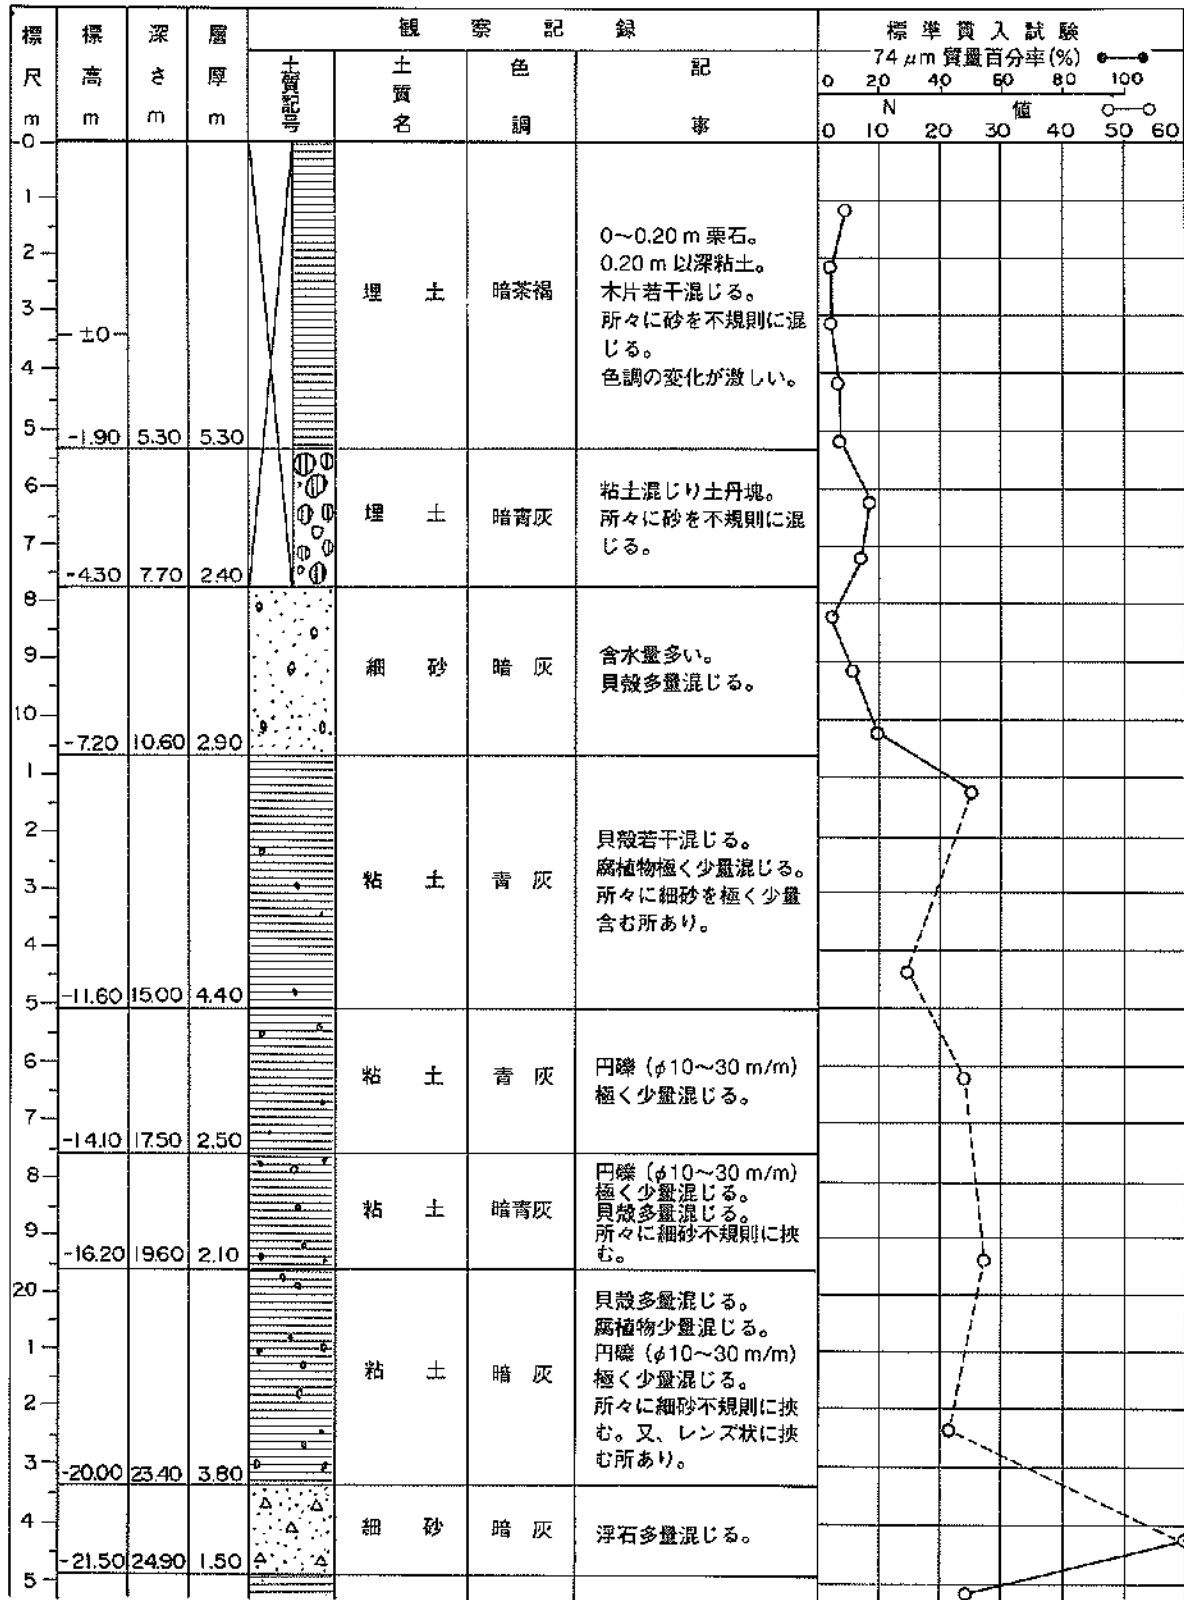 標尺 m
標高 m
深さ m
層厚 m
観察記録
土質記号
土質名
色調
記事
標準貫入試験
74 μm 質量百分率(%)
0 20 40 60 80 100
N 値
0 10 20 30 40 50 60
0
1
2
3
±0
4
5
-1.90 5.30 5.30
埋土
暗茶褐
0~0.20 m 栗石。
0.20 m 以深粘土。
木片若干混じる。
所々に砂を不規則に混
じる。
色調の変化が激しい。
6
7
-4.30 7.70 2.40
埋土
暗青灰
粘土混じり土丹塊。
所々に砂を不規則に混
じる。
8
9
10
-7.20 10.60 2.90
細砂
暗灰
含水量多い。
貝殻多量混じる。
1
2
3
4
5
-11.60 15.00 4.40
粘土
青灰
貝殻若干混じる。
腐植物極く少量混じる。
所々に細砂を極く少量
含む所あり。
6
7
-14.10 17.50 2.50
粘土
青灰
円礫 (φ10~30 m/m)
極く少量混じる。
8
9
-16.20 19.60 2.10
粘土
暗青灰
円礫 (φ10~30 m/m)
極く少量混じる。
貝殻多量混じる。
所々に細砂不規則に挟
む。
20
1
2
3
-20.00 23.40 3.80
粘土
暗灰
貝殻多量混じる。
腐植物少量混じる。
円礫 (φ10~30 m/m)
極く少量混じる。
所々に細砂不規則に挟
む。又、レンズ状に挟
む所あり。
4
-21.50 24.90 1.50
細砂
暗灰
浮石多量混じる。
5